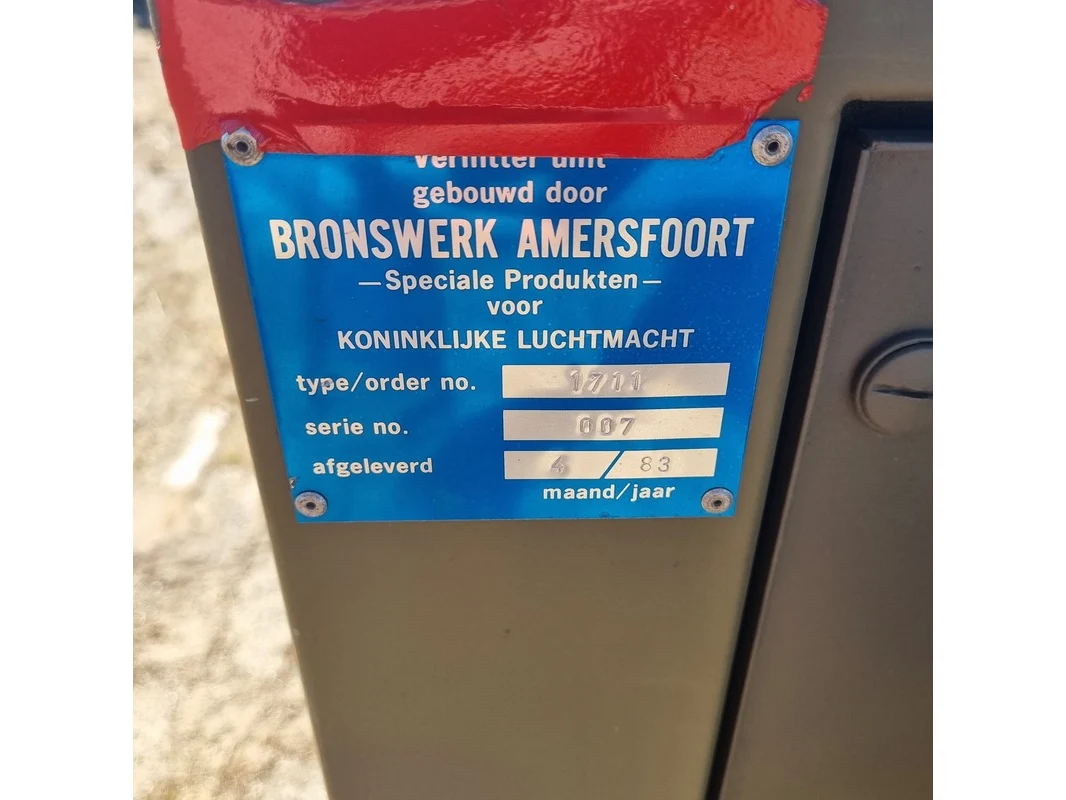 unit
gebouwd door
BRONSWERK AMERSFOORT
—Speciale Produkten—
voor
KONINKLIJKE LUCHTMACHT
type/order no. 1711
serie no. 007
afgeleverd 4 / 83
maand/jaar